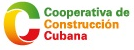 Cooperativa de
Construcción
Cubana